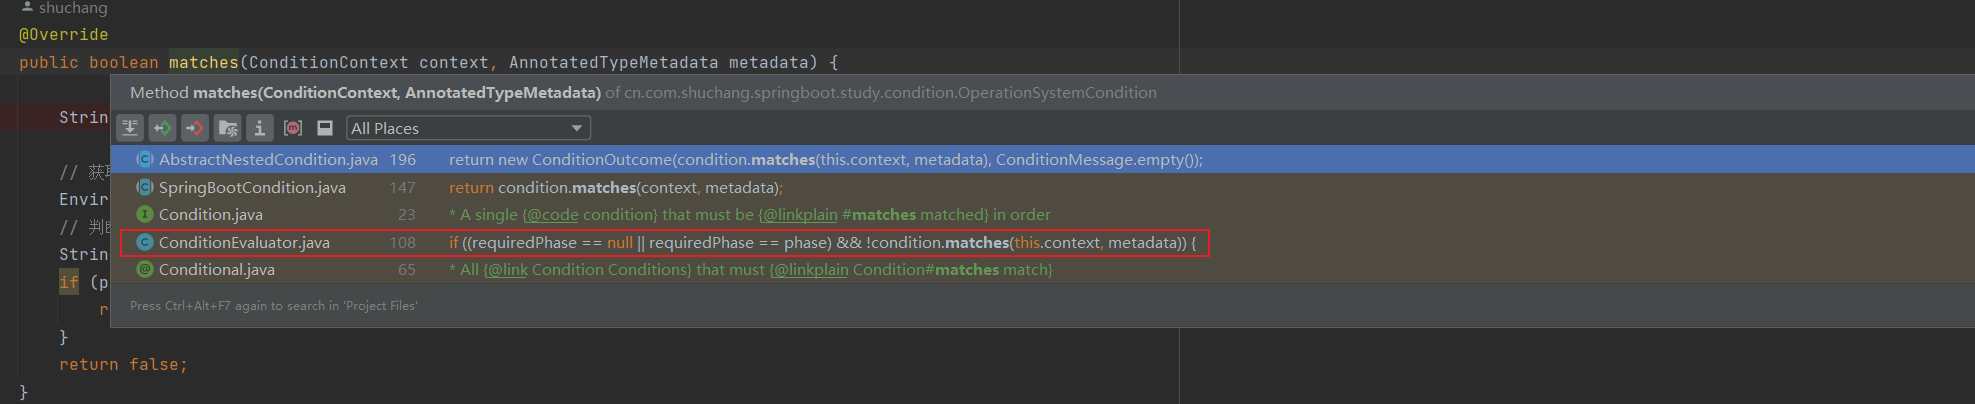 shuchang
@Override
public boolean matches(ConditionContext context, AnnotatedTypeMetadata metadata) {
Method matches(ConditionContext, AnnotatedTypeMetadata) of cn.com.shuchang.springboot.study.condition.OperationSystemCondition
Strin
All Places
AbstractNestedCondition.java 196 return new ConditionOutcome(condition.matches(this.context, metadata), ConditionMessage.empty());
// 获取
SpringBootCondition.java 147 return condition.matches(context, metadata);
Envir
Condition.java 23 * A single {@code condition} that must be {@linkplain #matches matched} in order
// 判断
ConditionEvaluator.java 108 if ((requiredPhase == null || requiredPhase == phase) && !condition.matches(this.context, metadata)) {
Strin
Conditional.java 65 * All {@link Condition Conditions} that must {@linkplain Condition#matches match}
if (p
Press Ctrl+Alt+F7 again to search in 'Project Files'
r
}
return false;
}